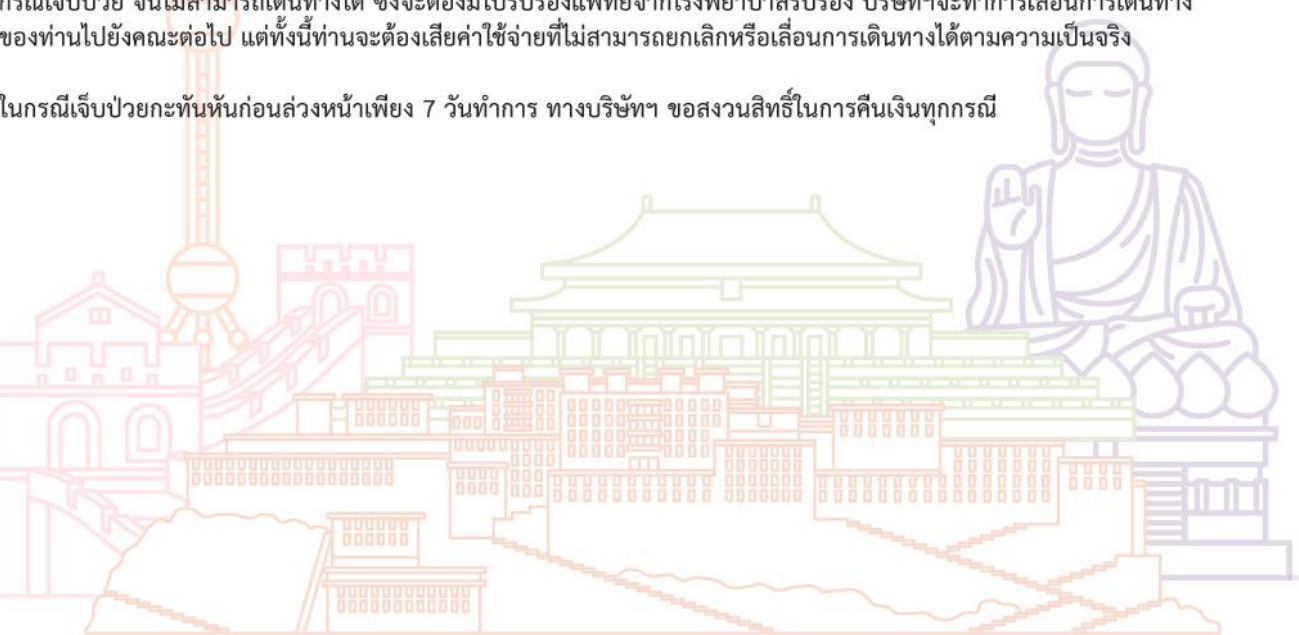 กรณีเจ็บป่วย จนไม่สามารถเดินทางได้ ซึ่งจะต้องมีใบรับรองแพทย์จากโรงพยาบาลรับรอง บริษัทฯจะทำการเลื่อนการเดินทาง
ของท่านไปยังคณะต่อไป แต่ทั้งนี้ท่านจะต้องเสียค่าใช้จ่ายที่ไม่สามารถยกเลิกหรือเลื่อนการเดินทางได้ตามความเป็นจริง
ในกรณีเจ็บป่วยกะทันหันก่อนล่วงหน้าเพียง 7 วันทำการ ทางบริษัทฯ ขอสงวนสิทธิ์ในการคืนเงินทุกกรณี